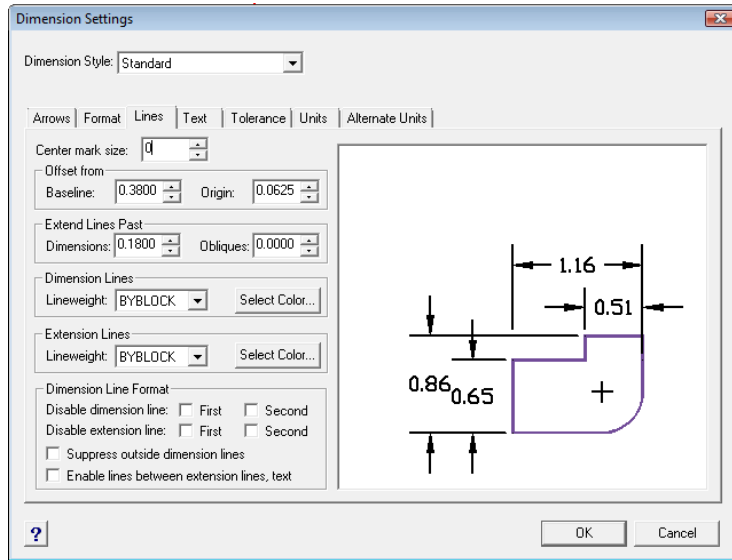 Dimension Settings
Dimension Style: Standard
Arrows Format Lines Text Tolerance Units Alternate Units
Center mark size: 0
Offset from
Baseline: 0.3800 Origin: 0.0625
Extend Lines Past
Dimensions: 0.1800 Obliques: 0.0000
Dimension Lines
Lineweight: BYBLOCK Select Color...
Extension Lines
Lineweight: BYBLOCK Select Color...
Dimension Line Format
Disable dimension line: First Second
Disable extension line: First Second
Suppress outside dimension lines
Enable lines between extension lines, text
1.16
0.51
0.86
0.65
?
OK Cancel